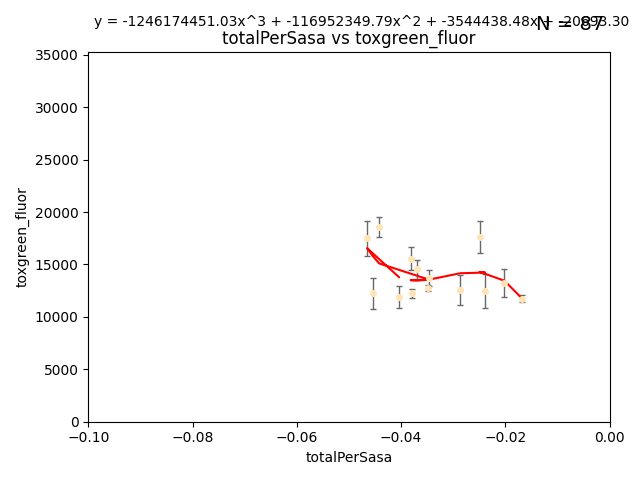 y = -1246174451.03x^3 + -116952349.79x^2 + -3544438.48x + -20698.30
N = 87
totalPerSasa vs toxgreen_fluor
35000
30000
25000
20000
15000
10000
5000
0
toxgreen_fluor
−0.10 −0.08 −0.06 −0.04 −0.02 0.00
totalPerSasa